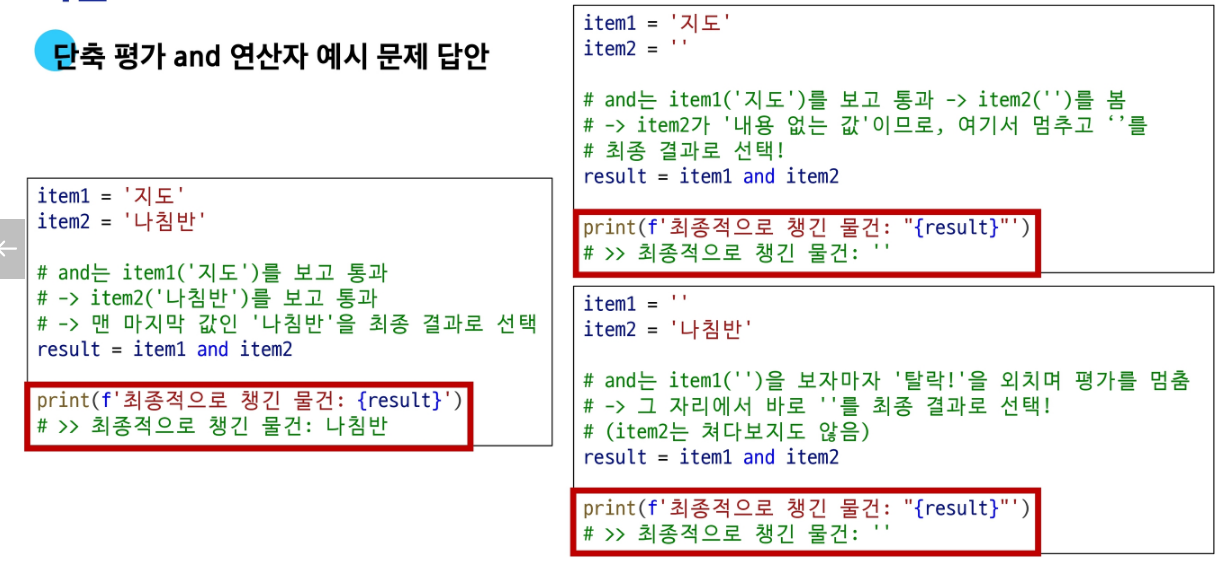 단축 평가 and 연산자 예시 문제 답안
item1 = '지도'
item2 = '나침반'
# and는 item1('지도')를 보고 통과
# -> item2('나침반')를 보고 통과
# -> 맨 마지막 값인 '나침반'을 최종 결과로 선택
result = item1 and item2
print(f'최종적으로 챙긴 물건: {result}')
# >> 최종적으로 챙긴 물건: 나침반
item1 = '지도'
item2 = ''
# and는 item1('지도')를 보고 통과 -> item2('')를 봄
# -> item2가 '내용 없는 값'이므로, 여기서 멈추고 ‘’를
# 최종 결과로 선택!
result = item1 and item2
print(f'최종적으로 챙긴 물건: "{result}"')
# >> 최종적으로 챙긴 물건: ''
item1 = ''
item2 = '나침반'
# and는 item1('')을 보자마자 '탈락!'을 외치며 평가를 멈춤
# -> 그 자리에서 바로 ''를 최종 결과로 선택!
# (item2는 쳐다보지도 않음)
result = item1 and item2
print(f'최종적으로 챙긴 물건: "{result}"')
# >> 최종적으로 챙긴 물건: ''